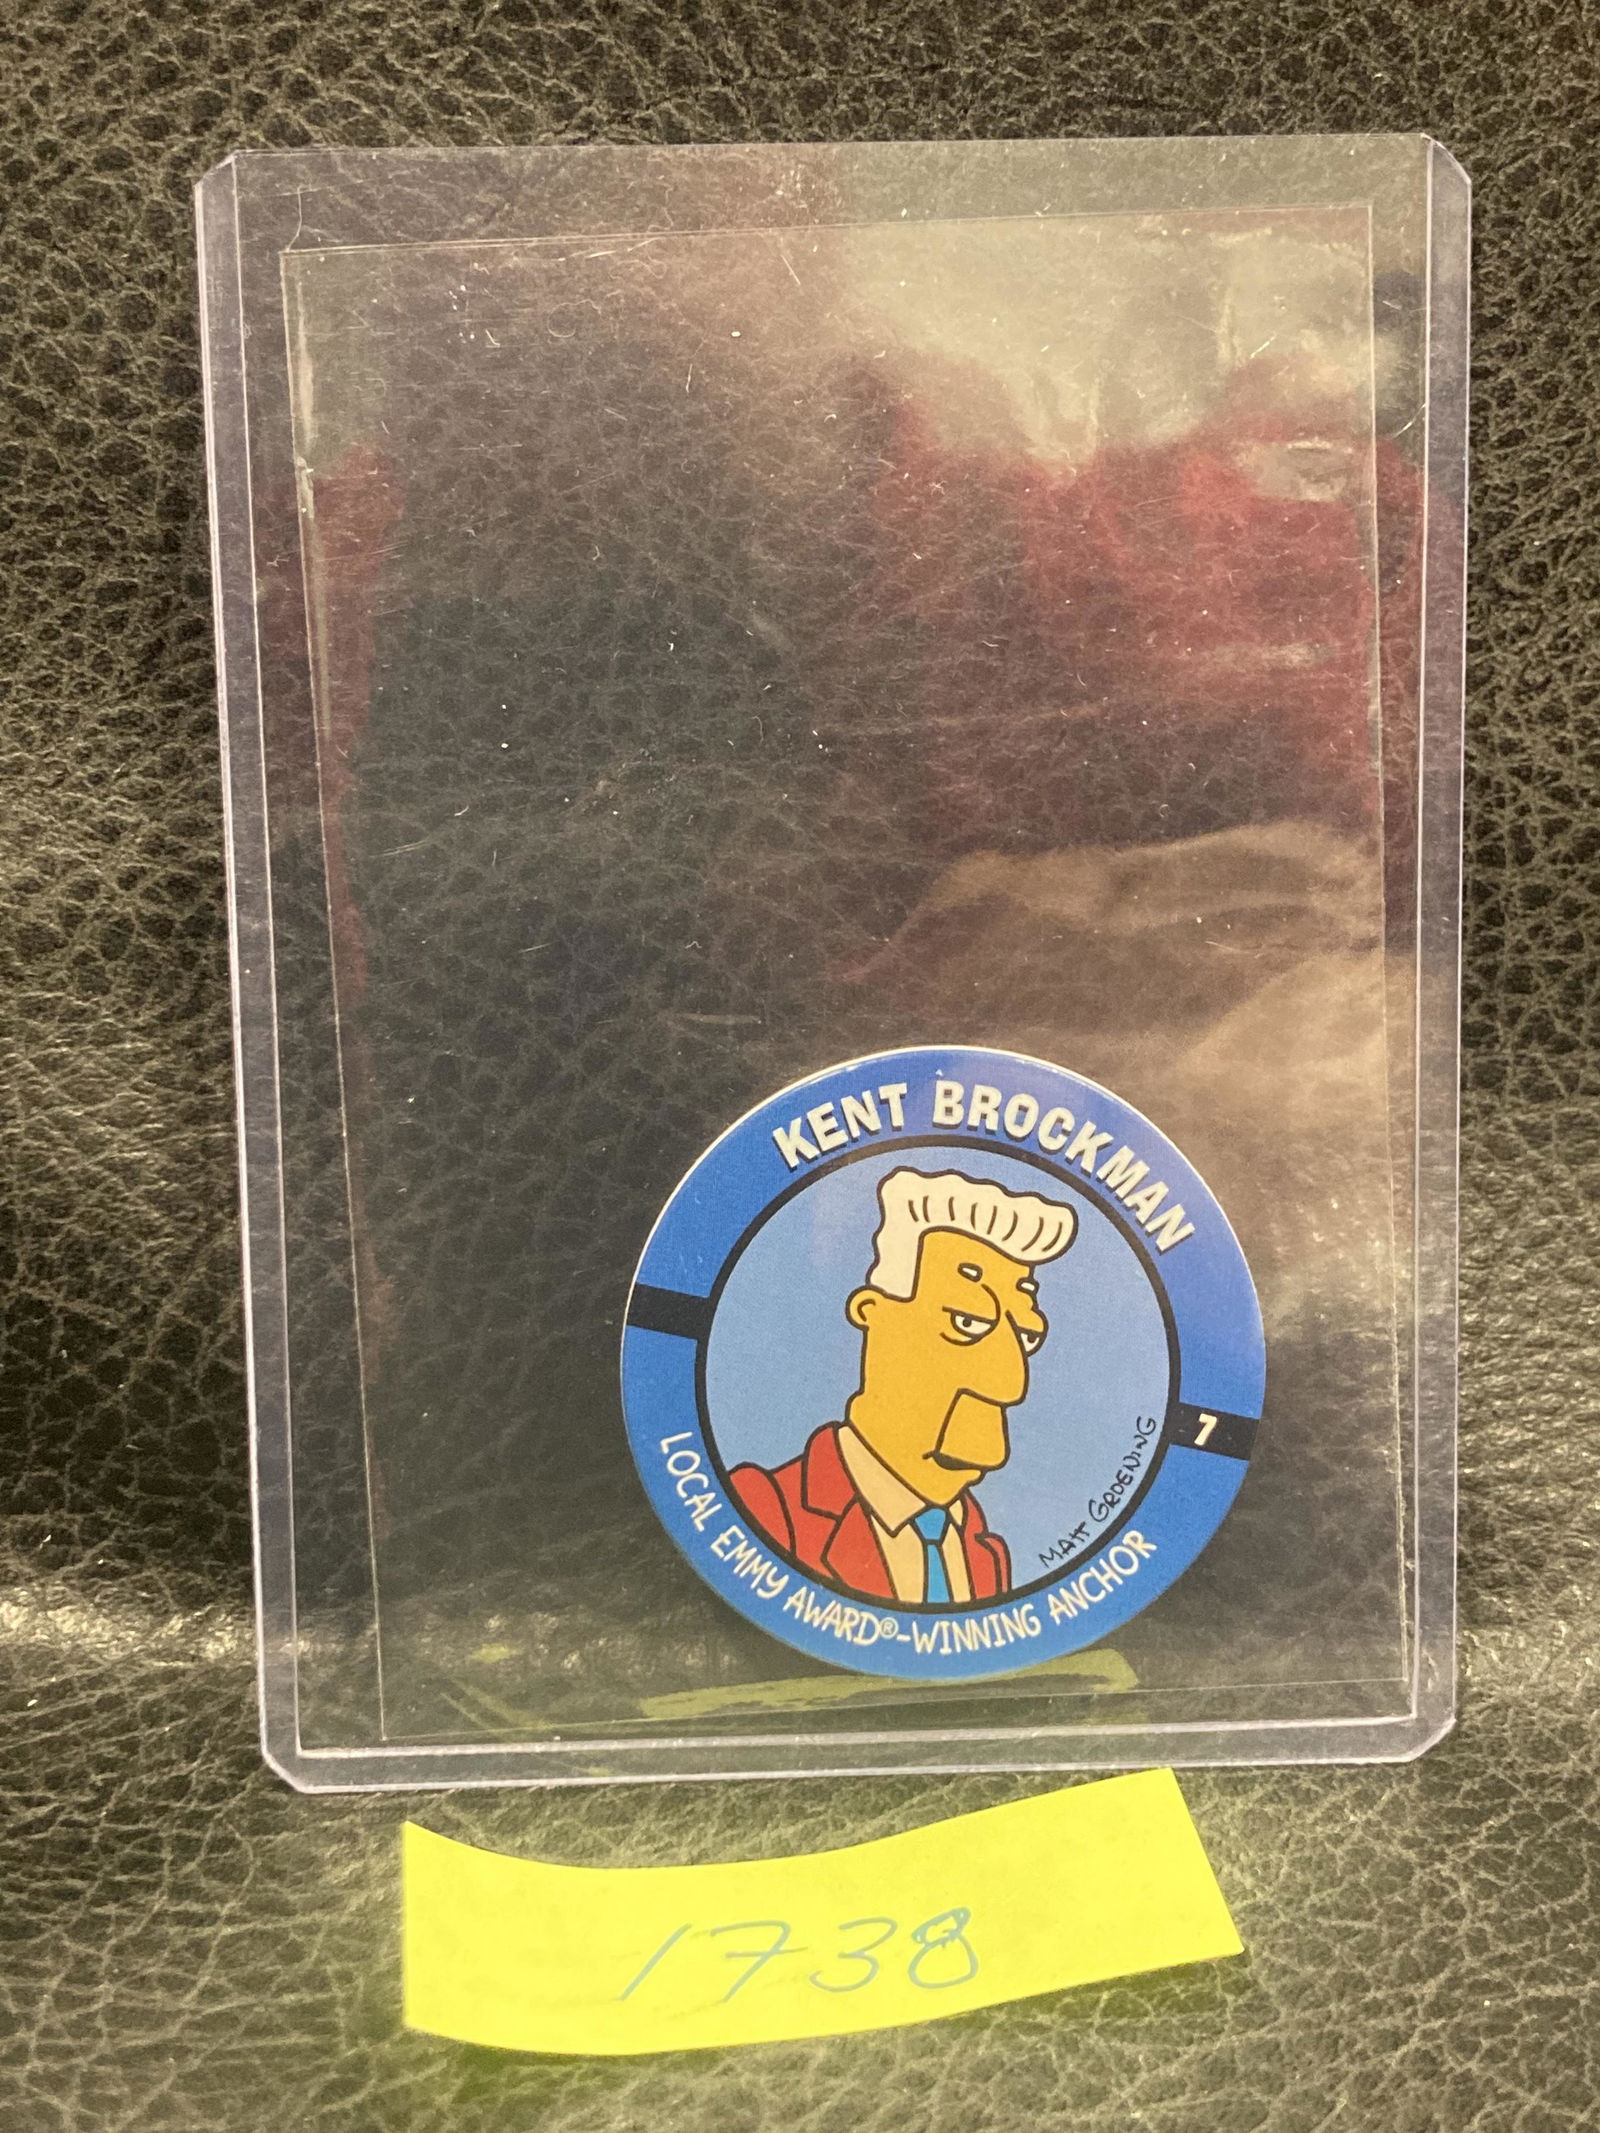 KENT BROCKMAN
7
MATT GROENING
LOCAL EMMY AWARD®-WINNING ANCHOR
1738